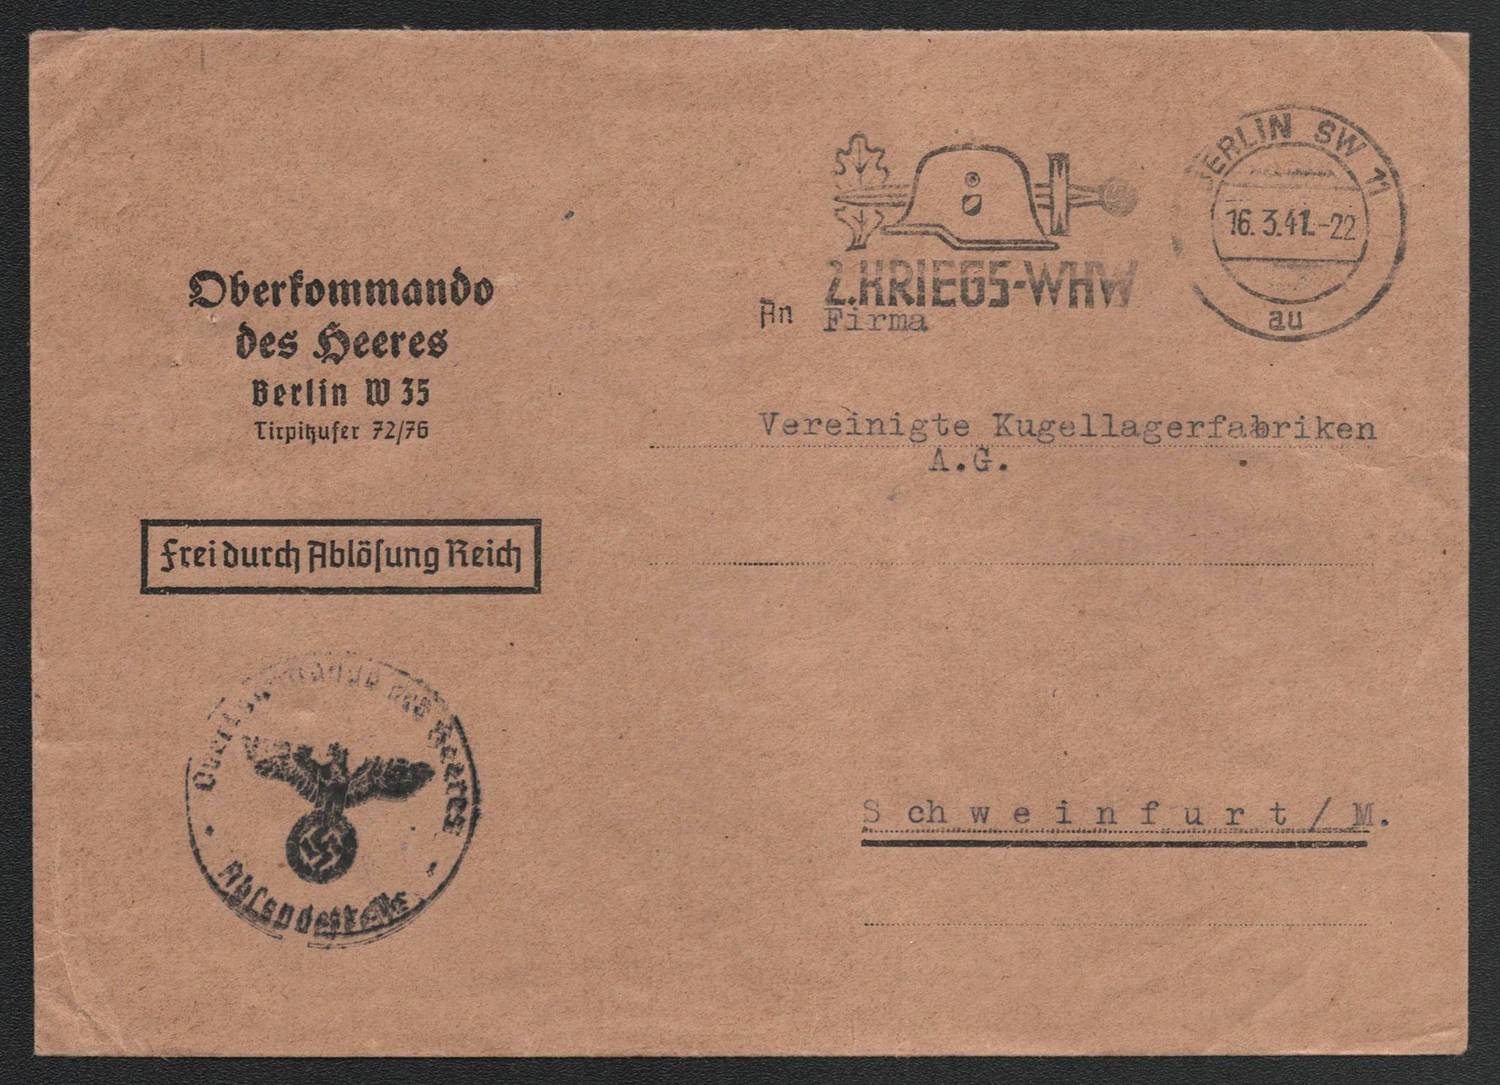 Oberkommando
des Heeres
Berlin W 35
Tirpitzufer 72/76
Frei durch Ablösung Reich
Oberkommando des Heeres
Absendestelle
2. KRIEGS-WHW
BERLIN SW 11
16.3.41.-22
au
An Firma
Vereinigte Kugellagerfabriken
A.G.
Schweinfurt/M.